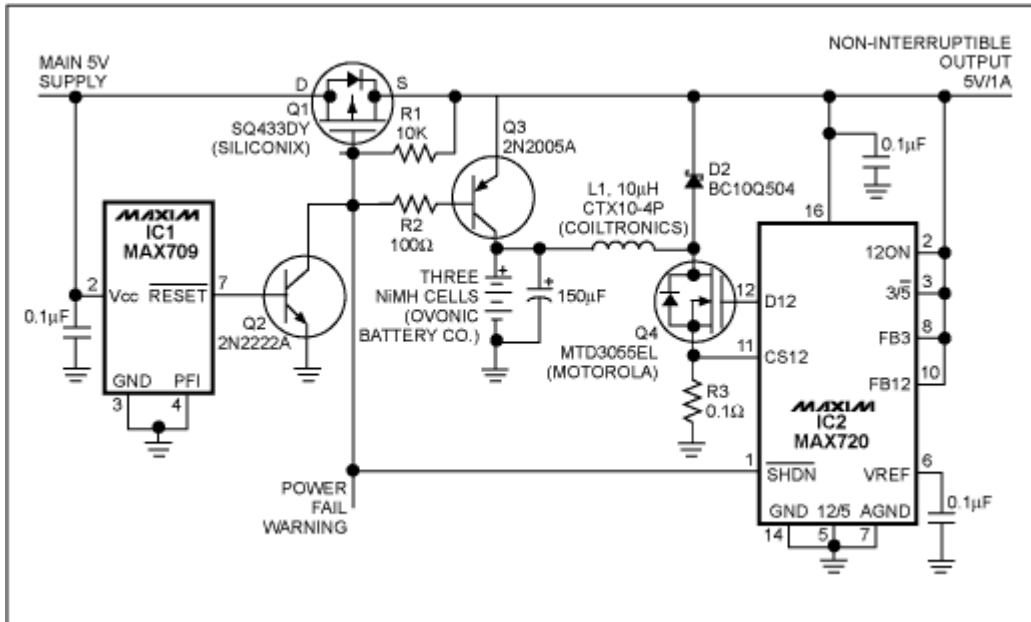 MAIN 5V
SUPPLY
D
S
Q1
SQ433DY
(SILICONIX)
R1
10K
Q3
2N2005A
NON-INTERRUPTIBLE
OUTPUT
5V/1A
0.1µF
D2
BC10Q504
L1, 10µH
CTX10-4P
(COILTRONICS)
R2
100Ω
MAXIM
IC1
MAX709
2
Vcc
RESET
7
0.1µF
GND
PFI
3
4
Q2
2N2222A
THREE
NiMH CELLS
(OVONIC
BATTERY CO.)
+
+
150µF
Q4
MTD3055EL
(MOTOROLA)
R3
0.1Ω
16
12ON
2
3/5
3
FB3
8
FB12
10
12
D12
11
CS12
MAXIM
IC2
MAX720
1
SHDN
VREF
6
0.1µF
GND
12/5
AGND
14
5
7
POWER
FAIL
WARNING